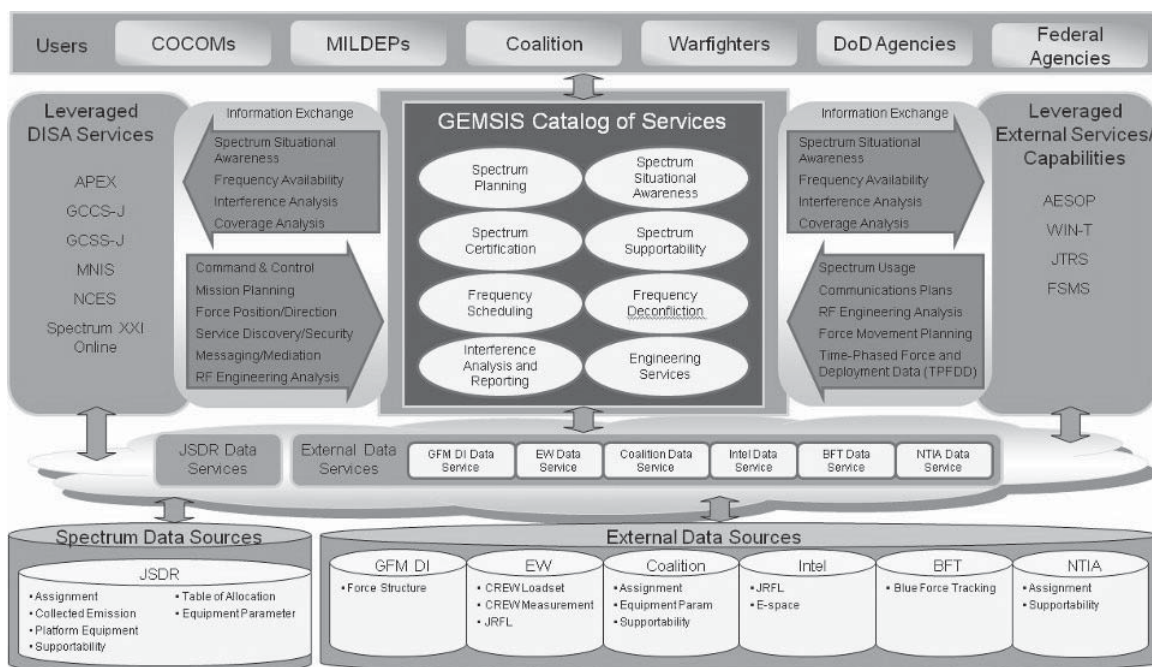 Users
COCOMs
MILDEPs
Coalition
Warfighters
DoD Agencies
Federal
Agencies
Leveraged
DISA Services
APEX
GCCS-J
GCSS-J
MNIS
NCES
Spectrum XXI
Online
Information Exchange
Spectrum Situational
Awareness
Frequency Availability
Interference Analysis
Coverage Analysis
Command & Control
Mission Planning
Force Position/Direction
Service Discovery/Security
Messaging/Mediation
RF Engineering Analysis
GEMSIS Catalog of Services
Spectrum
Planning
Spectrum
Situational
Awareness
Spectrum
Certification
Spectrum
Supportability
Frequency
Scheduling
Frequency
Deconfliction
Interference
Analysis and
Reporting
Engineering
Services
Information Exchange
Spectrum Situational
Awareness
Frequency Availability
Interference Analysis
Coverage Analysis
Spectrum Usage
Communications Plans
RF Engineering Analysis
Force Movement Planning
Time-Phased Force and
Deployment Data (TPFDD)
Leveraged
External Services/
Capabilities
AESOP
WIN-T
JTRS
FSMS
JSDR Data
Services
External Data
Services
GFM DI Data
Service
EW Data
Service
Coalition Data
Service
Intel Data
Service
BFT Data
Service
NTIA Data
Service
Spectrum Data Sources
JSDR
• Assignment
• Collected Emission
• Platform Equipment
• Supportability
• Table of Allocation
• Equipment Parameter
External Data Sources
GFM DI
• Force Structure
EW
• CREW Loadset
• CREW Measurement
• JRFL
Coalition
• Assignment
• Equipment Param
• Supportability
Intel
• JRFL
• E-space
BFT
• Blue Force Tracking
NTIA
• Assignment
• Supportability